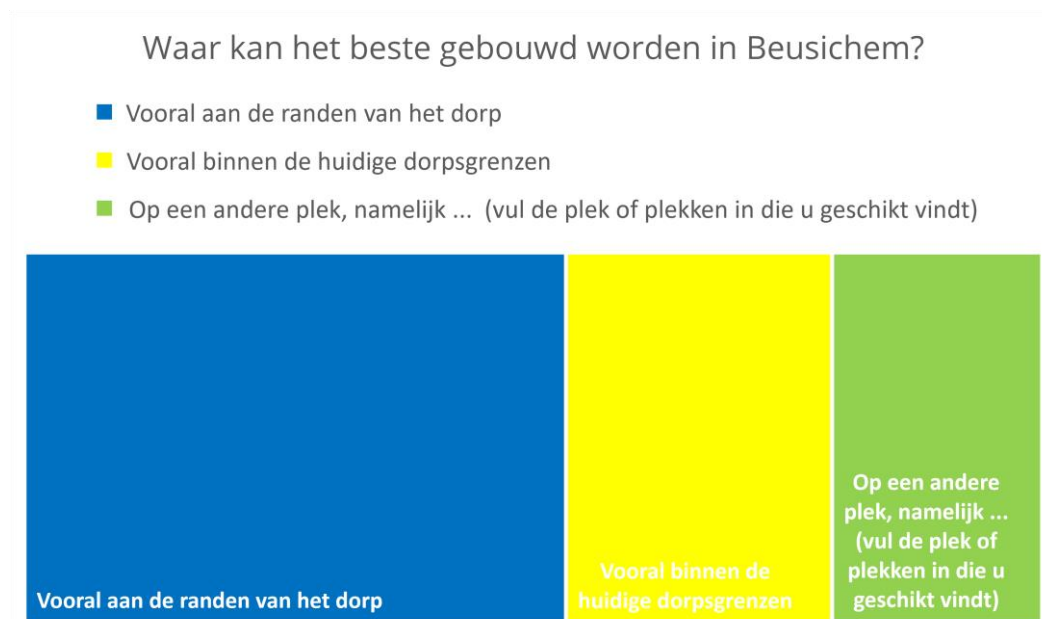 Waar kan het beste gebouwd worden in Beusichem?
Vooral aan de randen van het dorp
Vooral binnen de huidige dorpsgrenzen
Op een andere plek, namelijk ... (vul de plek of plekken in die u geschikt vindt)
Vooral aan de randen van het dorp
Vooral binnen de
huidige dorpsgrenzen
Op een andere
plek, namelijk ...
(vul de plek of
plekken in die u
geschikt vindt)